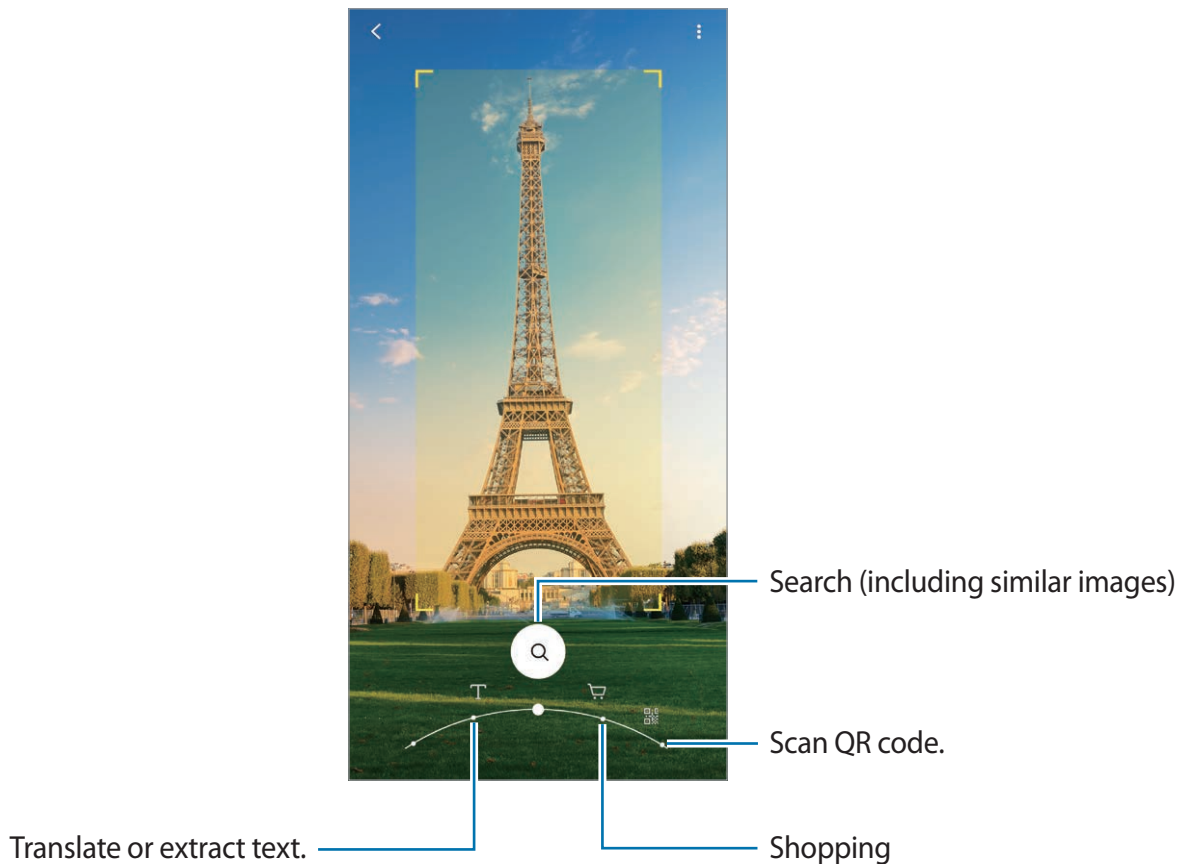 Search (including similar images)
T
Scan QR code.
Translate or extract text.
Shopping